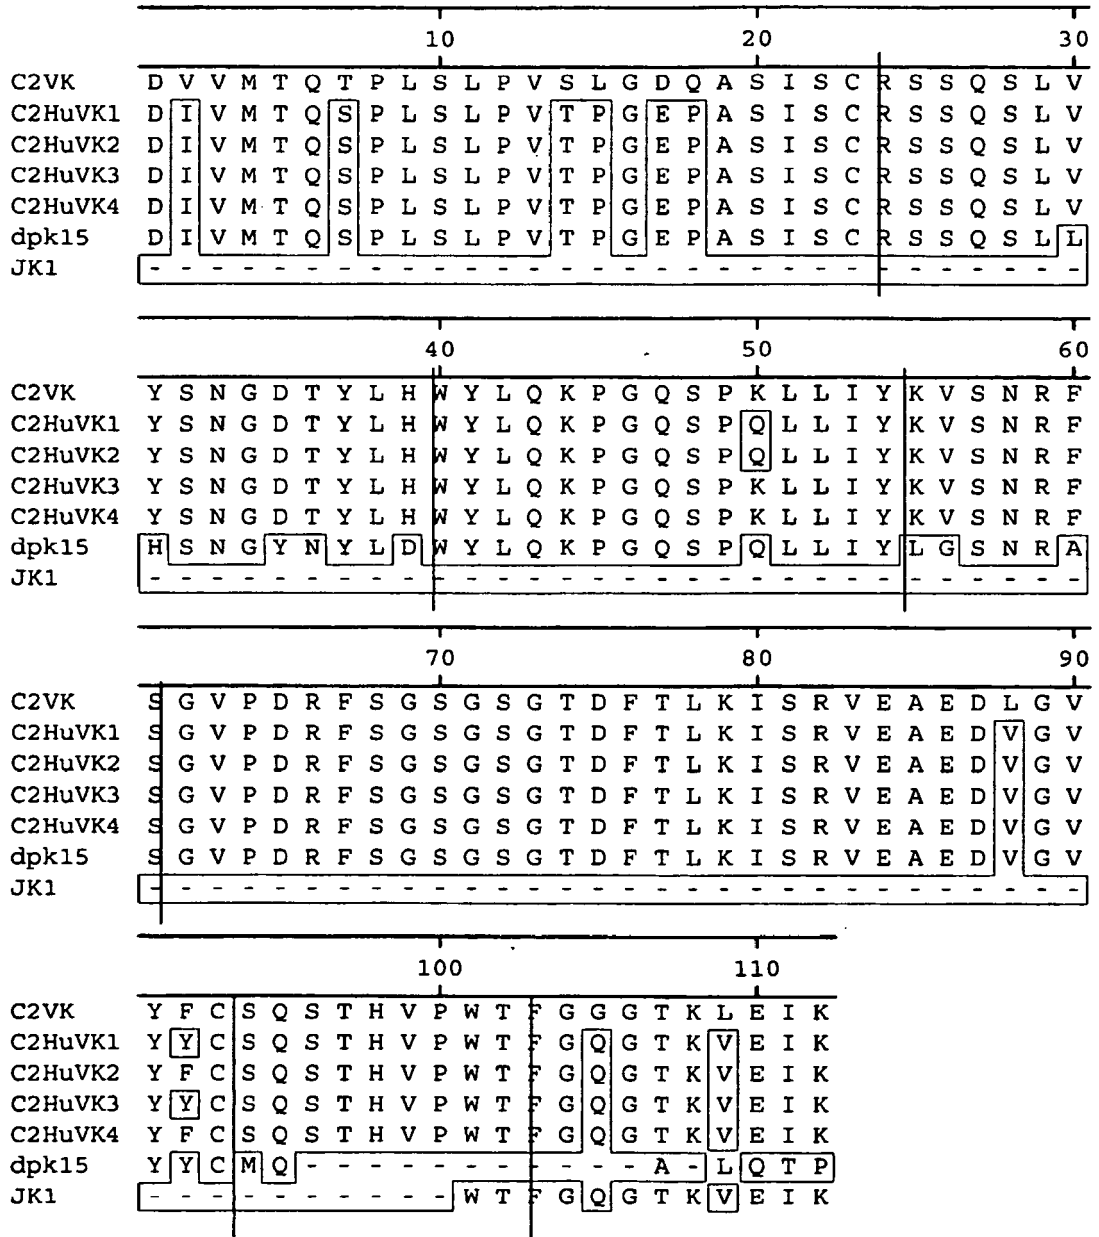 10 20 30
C2VK D V V M T Q T P L S L P V S L G D Q A S I S C R S S Q S L V
C2HuVK1 D I V M T Q S P L S L P V T P G E P A S I S C R S S Q S L V
C2HuVK2 D I V M T Q S P L S L P V T P G E P A S I S C R S S Q S L V
C2HuVK3 D I V M T Q S P L S L P V T P G E P A S I S C R S S Q S L V
C2HuVK4 D I V M T Q S P L S L P V T P G E P A S I S C R S S Q S L V
dpk15 D I V M T Q S P L S L P V T P G E P A S I S C R S S Q S L L
JK1 - - - - - - - - - - - - - - - - - - - - - - - - - - - - - -
40 50 60
C2VK Y S N G D T Y L H W Y L Q K P G Q S P K L L I Y K V S N R F
C2HuVK1 Y S N G D T Y L H W Y L Q K P G Q S P Q L L I Y K V S N R F
C2HuVK2 Y S N G D T Y L H W Y L Q K P G Q S P Q L L I Y K V S N R F
C2HuVK3 Y S N G D T Y L H W Y L Q K P G Q S P K L L I Y K V S N R F
C2HuVK4 Y S N G D T Y L H W Y L Q K P G Q S P K L L I Y K V S N R F
dpk15 H S N G Y N Y L D W Y L Q K P G Q S P Q L L I Y L G S N R A
JK1 - - - - - - - - - - - - - - - - - - - - - - - - - - - - - -
70 80 90
C2VK S G V P D R F S G S G S G T D F T L K I S R V E A E D L G V
C2HuVK1 S G V P D R F S G S G S G T D F T L K I S R V E A E D V G V
C2HuVK2 S G V P D R F S G S G S G T D F T L K I S R V E A E D V G V
C2HuVK3 S G V P D R F S G S G S G T D F T L K I S R V E A E D V G V
C2HuVK4 S G V P D R F S G S G S G T D F T L K I S R V E A E D V G V
dpk15 S G V P D R F S G S G S G T D F T L K I S R V E A E D V G V
JK1 - - - - - - - - - - - - - - - - - - - - - - - - - - - - - -
100 110
C2VK Y F C S Q S T H V P W T F G G G T K L E I K
C2HuVK1 Y Y C S Q S T H V P W T F G Q G T K V E I K
C2HuVK2 Y F C S Q S T H V P W T F G Q G T K V E I K
C2HuVK3 Y Y C S Q S T H V P W T F G Q G T K V E I K
C2HuVK4 Y F C S Q S T H V P W T F G Q G T K V E I K
dpk15 Y Y C M Q - - - - - - - - - - - A - L Q T P
JK1 - - - - - - - - - - W T F G Q G T K V E I K